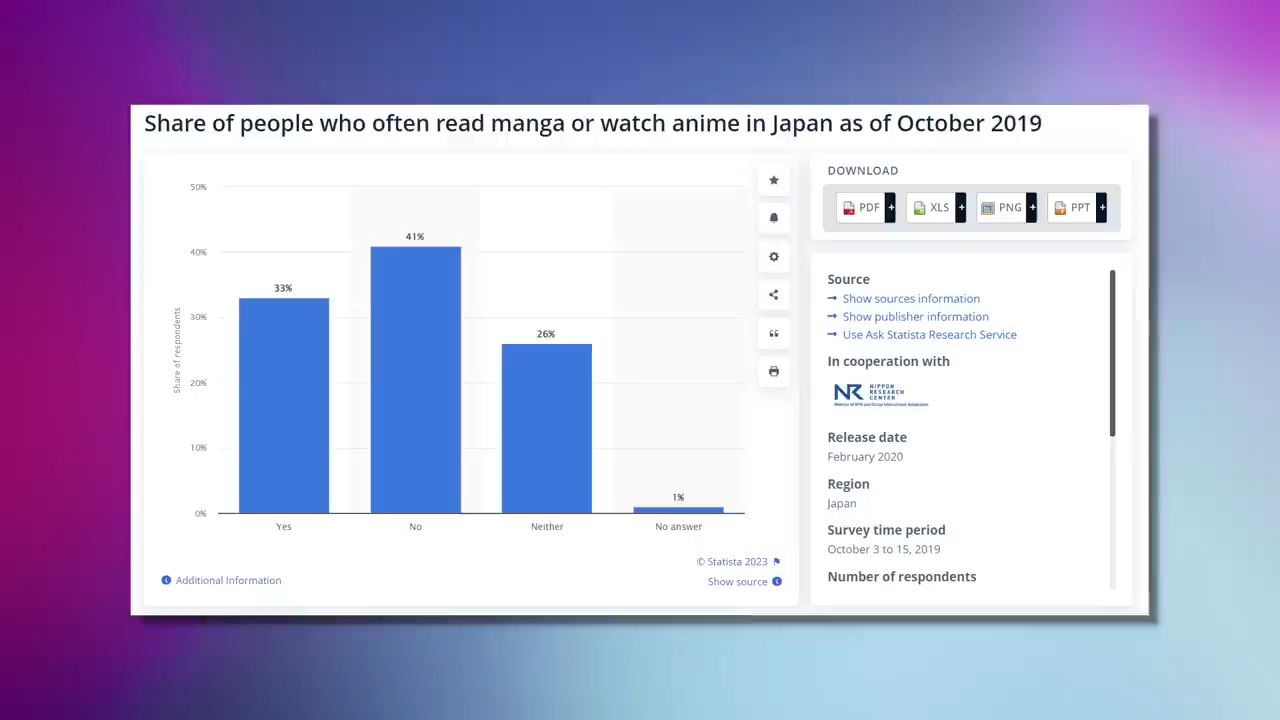 Share of people who often read manga or watch anime in Japan as of October 2019
50%
40%
30%
20%
10%
0%
Share of respondents
33%
41%
26%
1%
Yes
No
Neither
No answer
Additional Information
© Statista 2023
Show source
DOWNLOAD
PDF +
XLS +
PNG +
PPT +
Source
Show sources information
Show publisher information
Use Ask Statista Research Service
In cooperation with
NR
NIPPON
RESEARCH
CENTER
Release date
February 2020
Region
Japan
Survey time period
October 3 to 15, 2019
Number of respondents